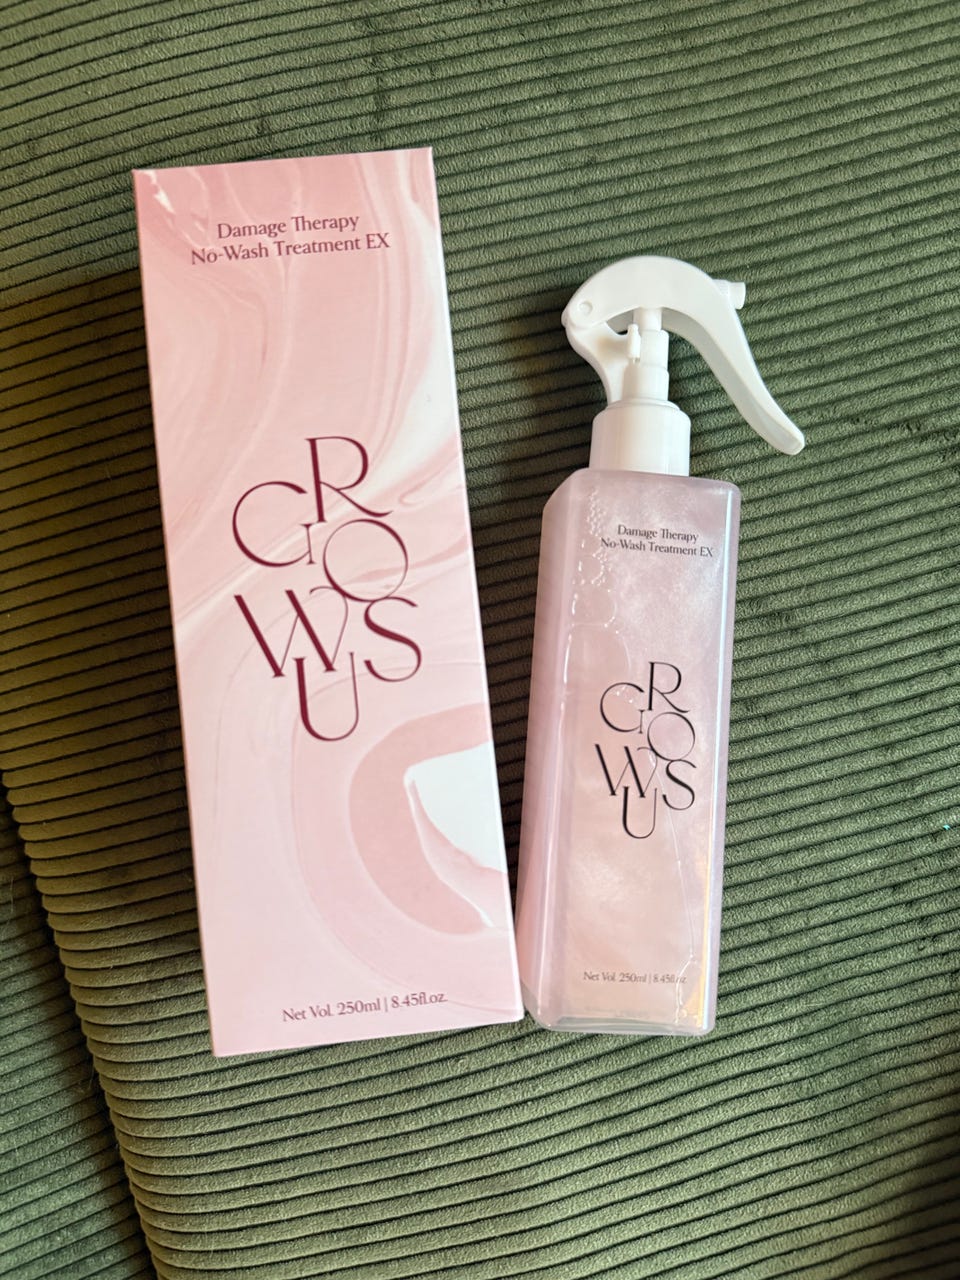 Damage Therapy
No-Wash Treatment EX
GROWUS
Net Vol. 250ml | 8.45fl.oz.
Damage Therapy
No-Wash Treatment EX
GROWUS
Net Vol. 250ml | 8.45fl.oz.